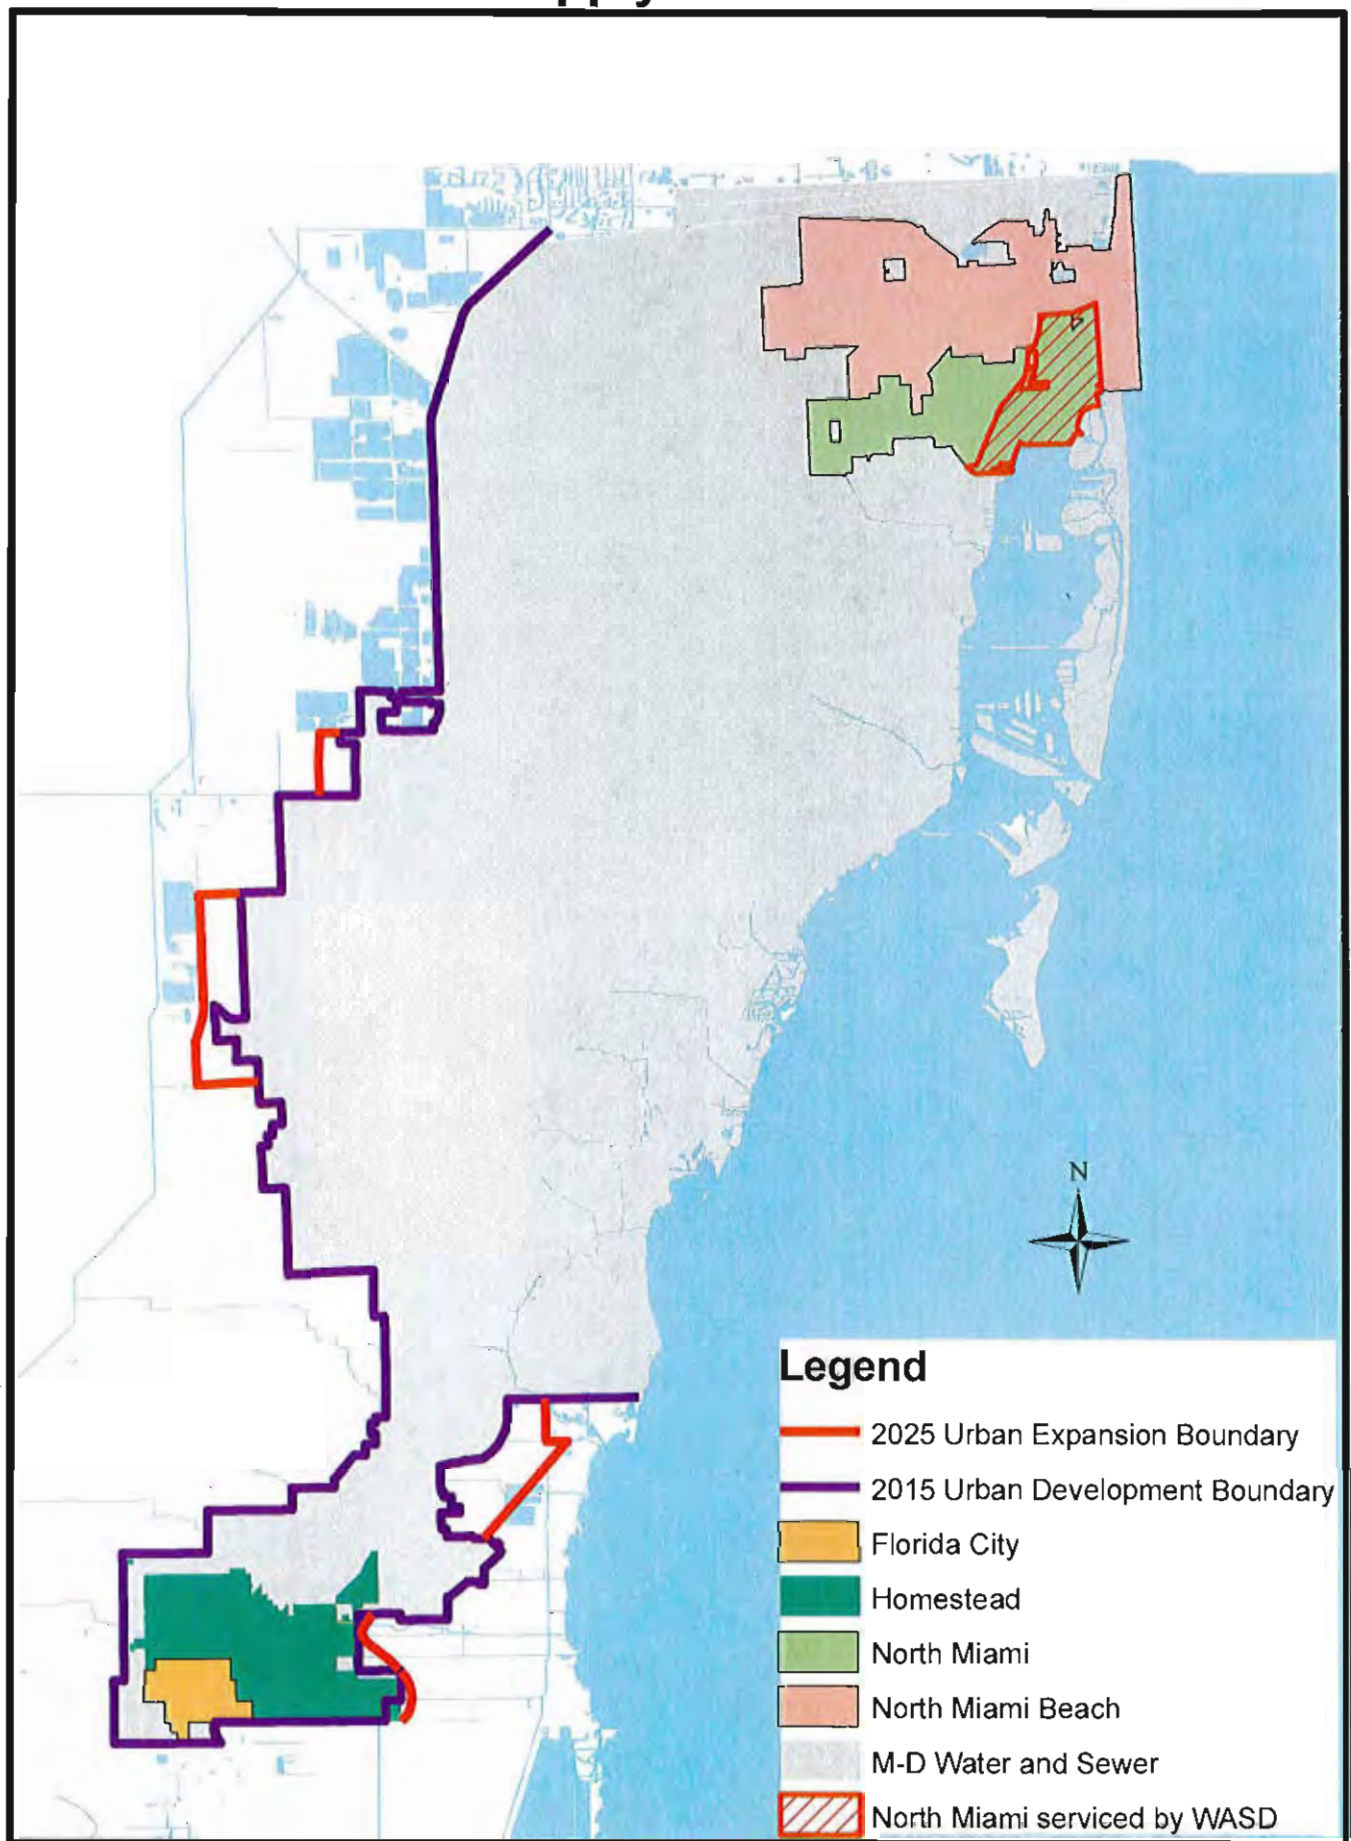 N
Legend
2025 Urban Expansion Boundary
2015 Urban Development Boundary
Florida City
Homestead
North Miami
North Miami Beach
M-D Water and Sewer
North Miami serviced by WASD